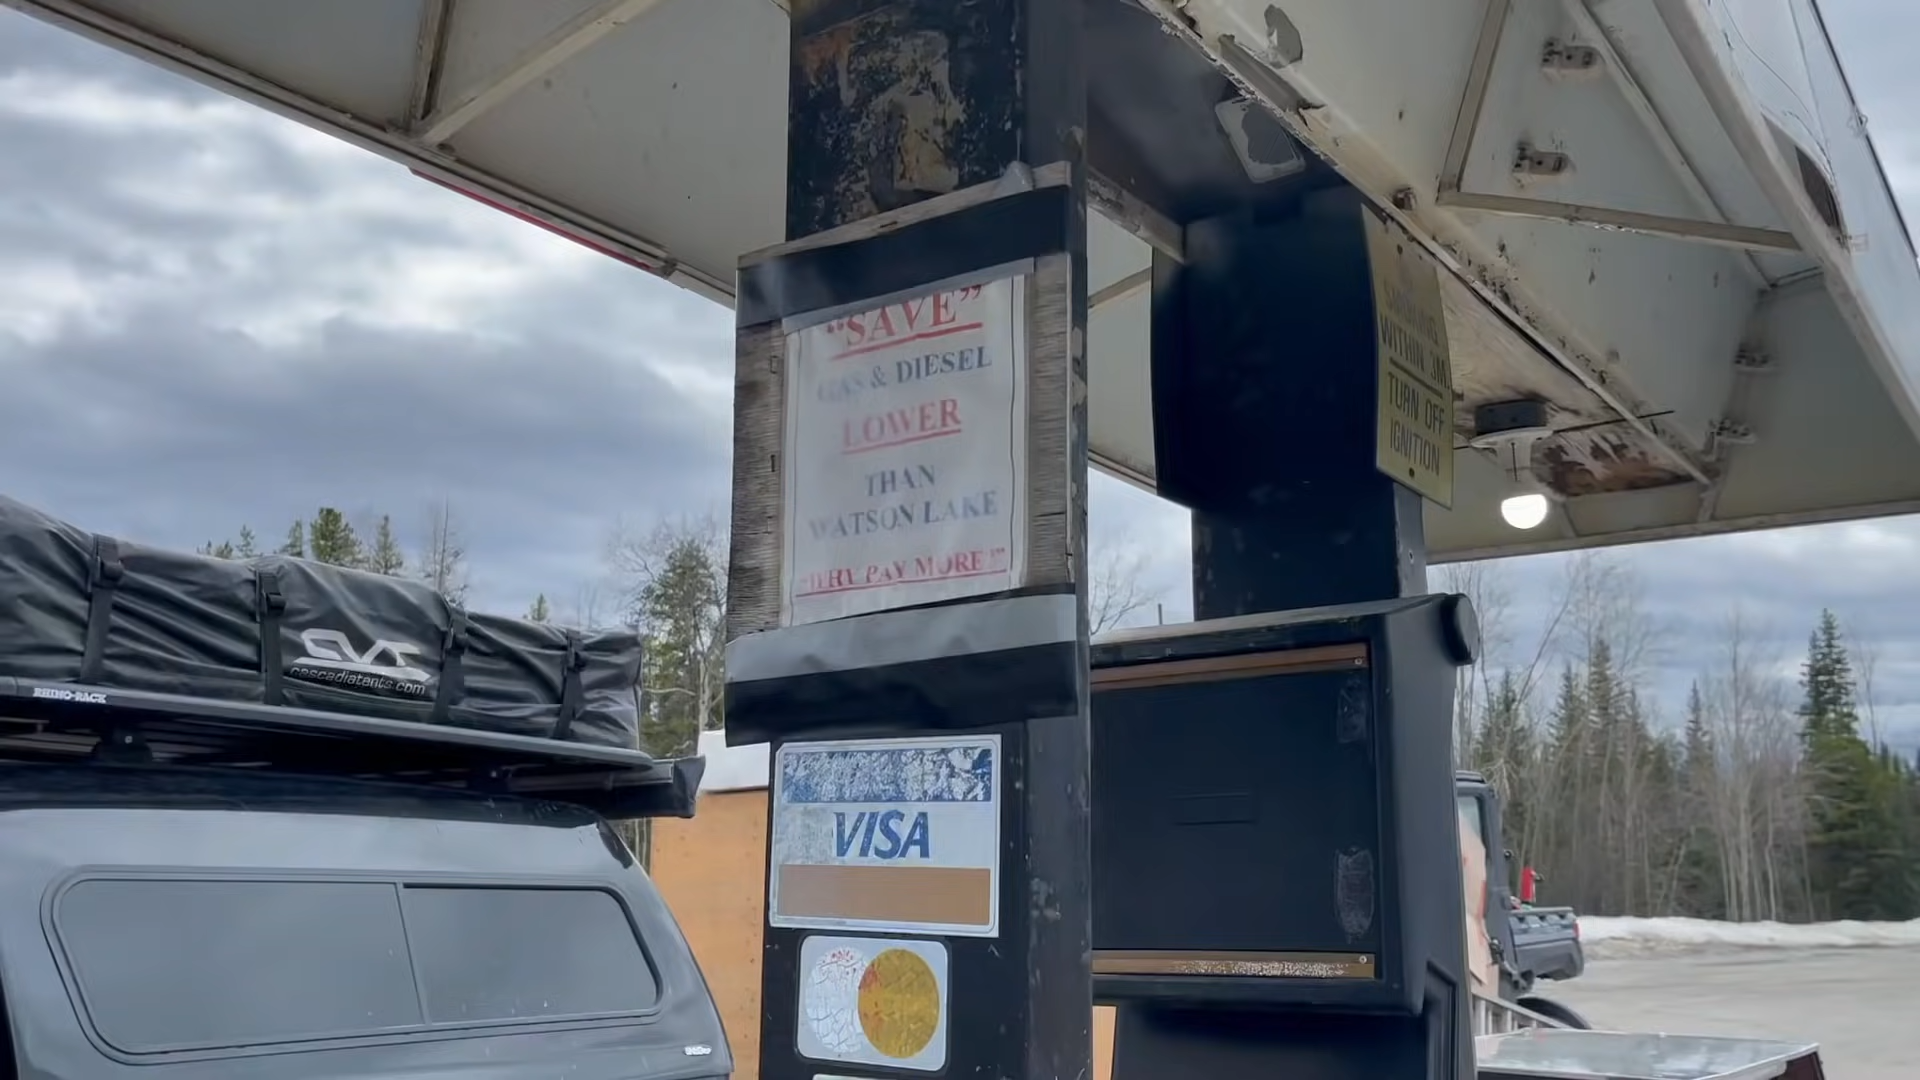 “SAVE”
GAS & DIESEL
LOWER
THAN
WATSON LAKE
“WHY PAY MORE!”
WITHIN 3M.
TURN OFF
IGNITION
CVT
cascadiatents.com
RHINO-RACK
VISA